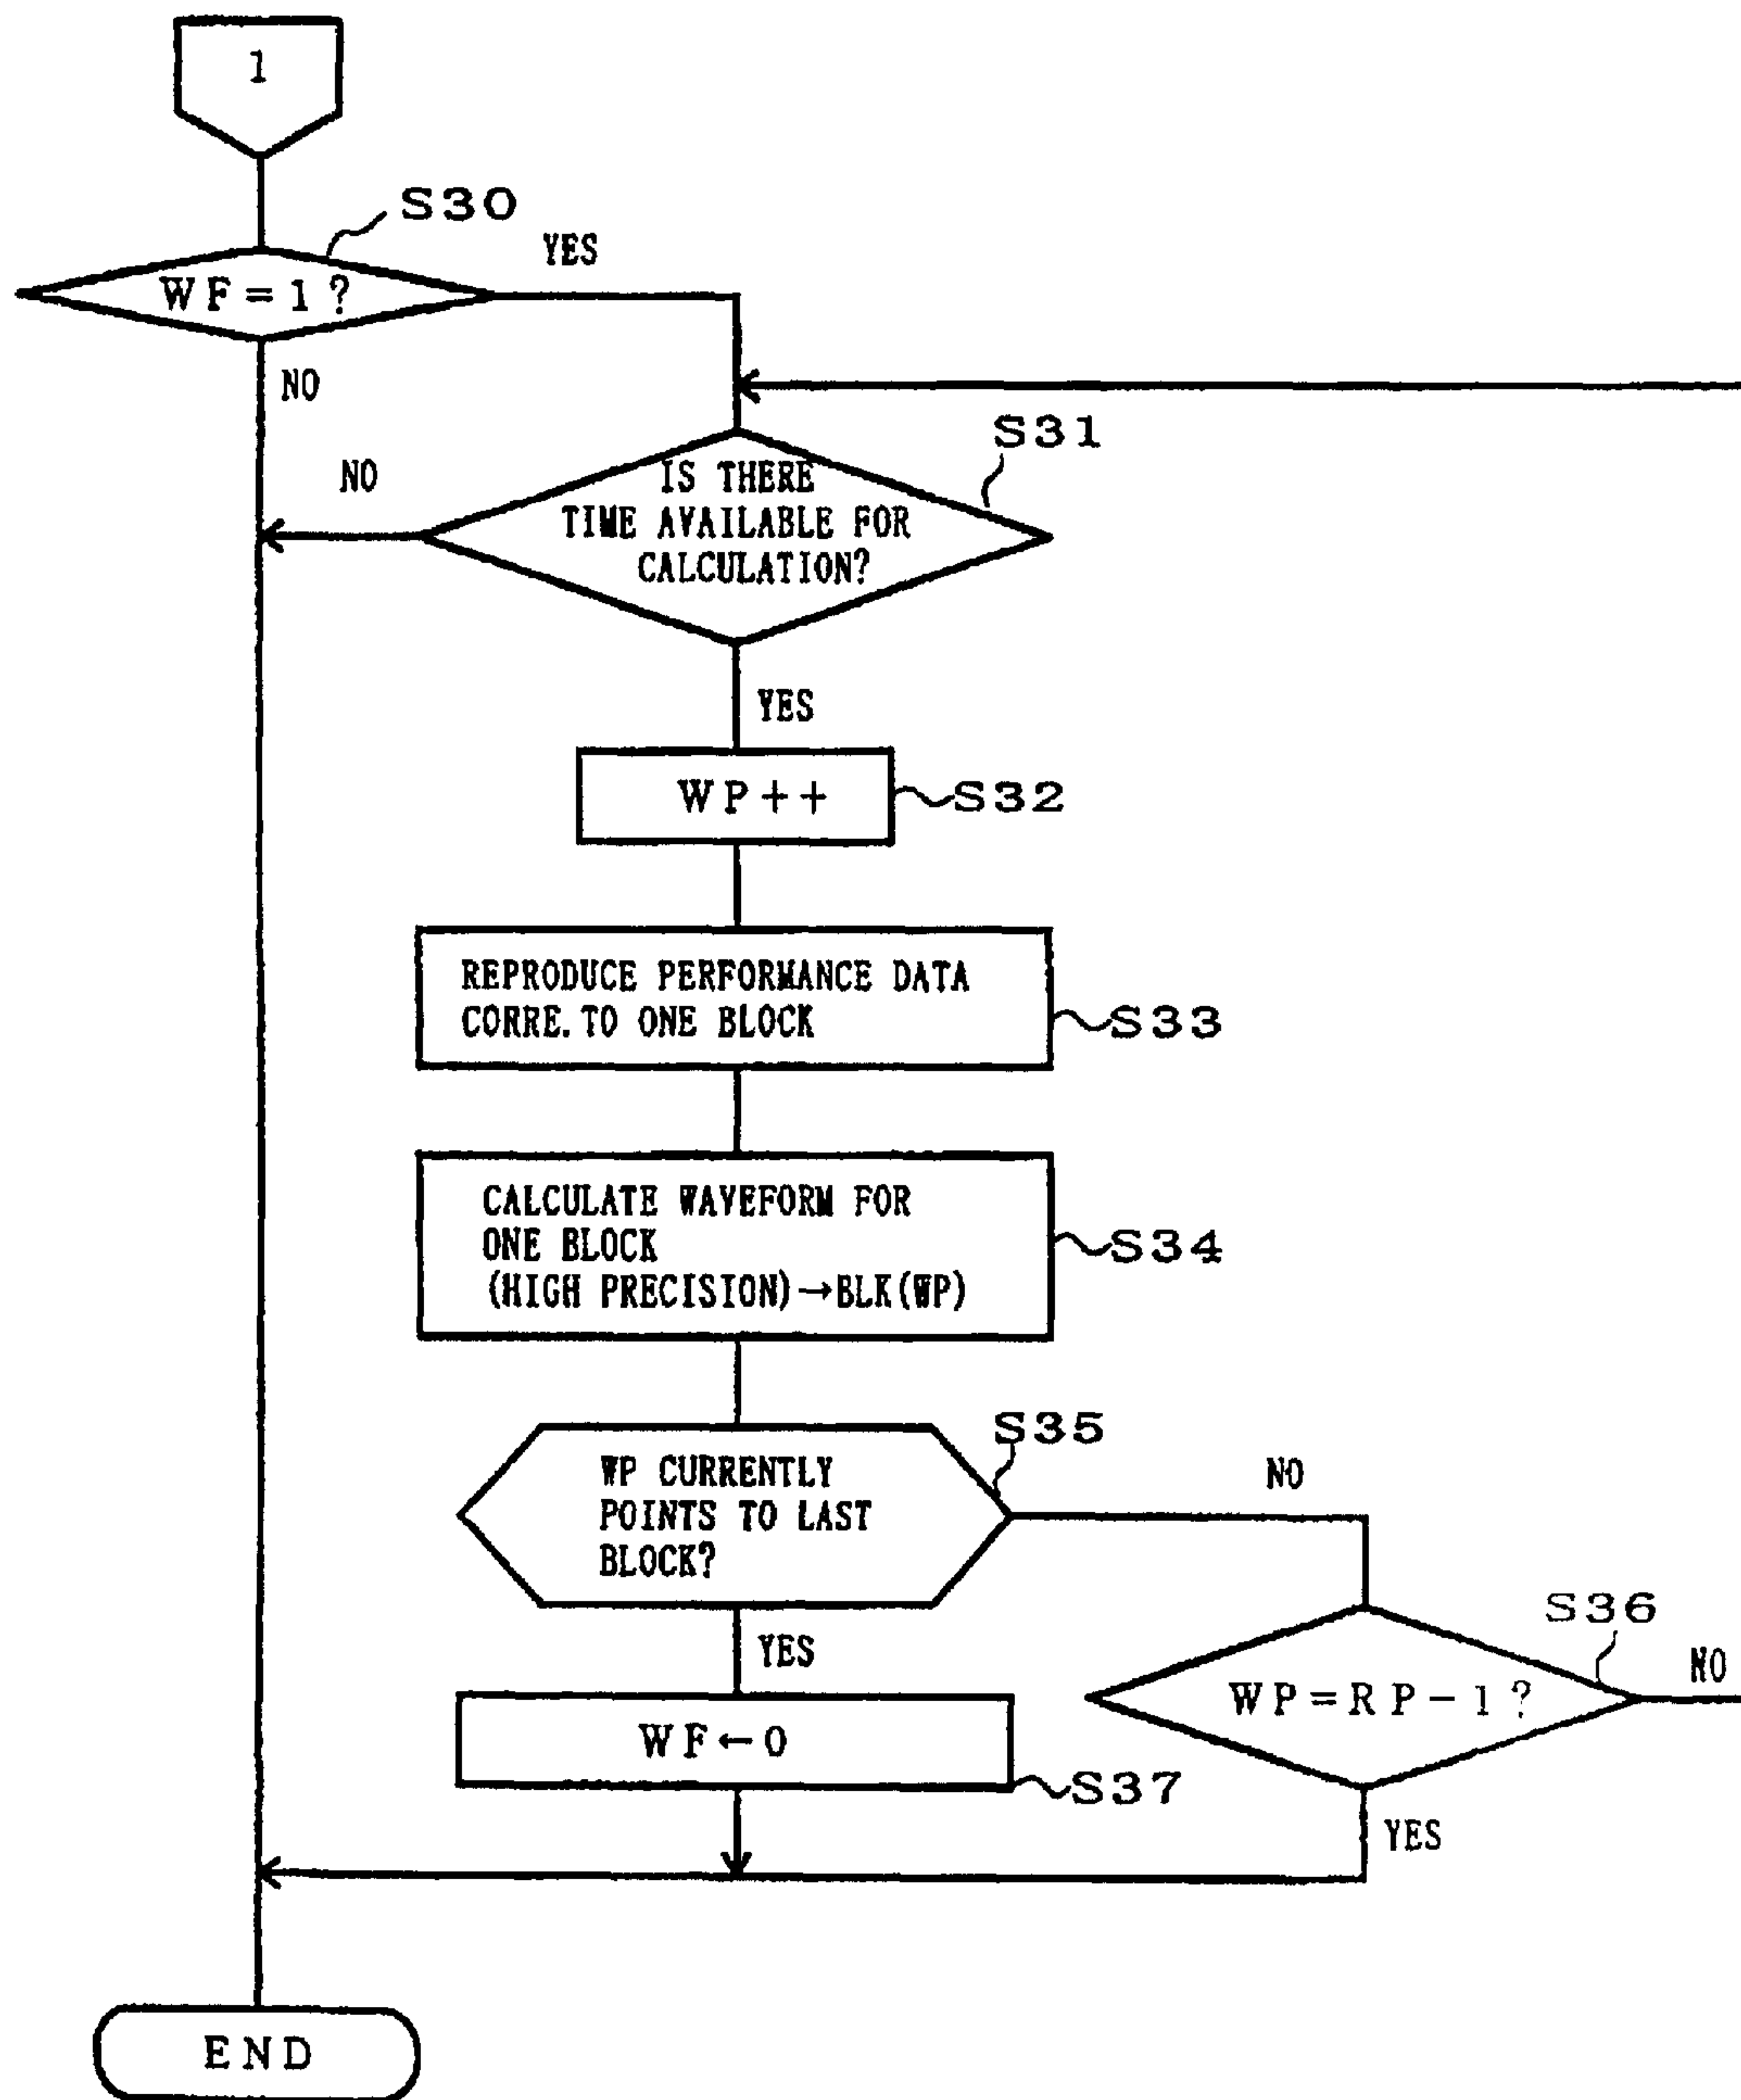 1
S30
YES
WF=1?
NO
S31
NO
IS THERE
TIME AVAILABLE FOR
CALCULATION?
YES
WP++
S32
REPRODUCE PERFORMANCE DATA
CORRE. TO ONE BLOCK
S33
CALCULATE WAVEFORM FOR
ONE BLOCK
(HIGH PRECISION)→BLK(WP)
S34
S35
WP CURRENTLY
POINTS TO LAST
BLOCK?
NO
S36
YES
NO
WP=RP-1?
WF←0
S37
YES
END